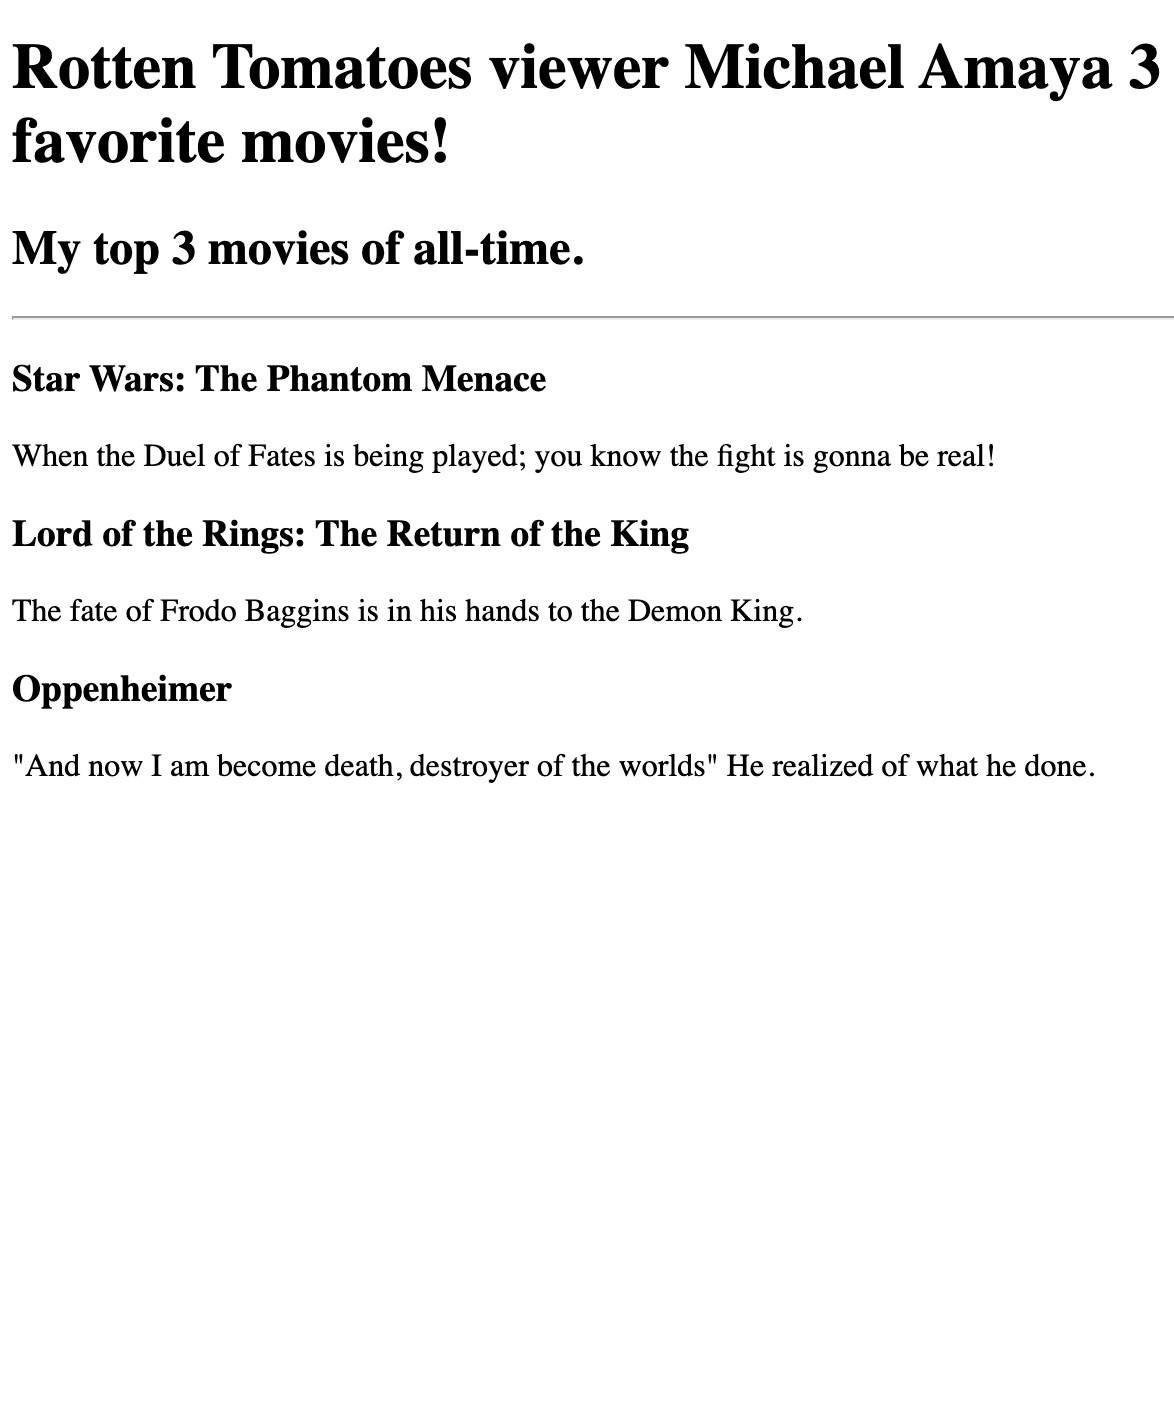 Rotten Tomatoes viewer Michael Amaya 3
favorite movies!
My top 3 movies of all-time.
Star Wars: The Phantom Menace
When the Duel of Fates is being played; you know the fight is gonna be real!
Lord of the Rings: The Return of the King
The fate of Frodo Baggins is in his hands to the Demon King.
Oppenheimer
"And now I am become death, destroyer of the worlds" He realized of what he done.